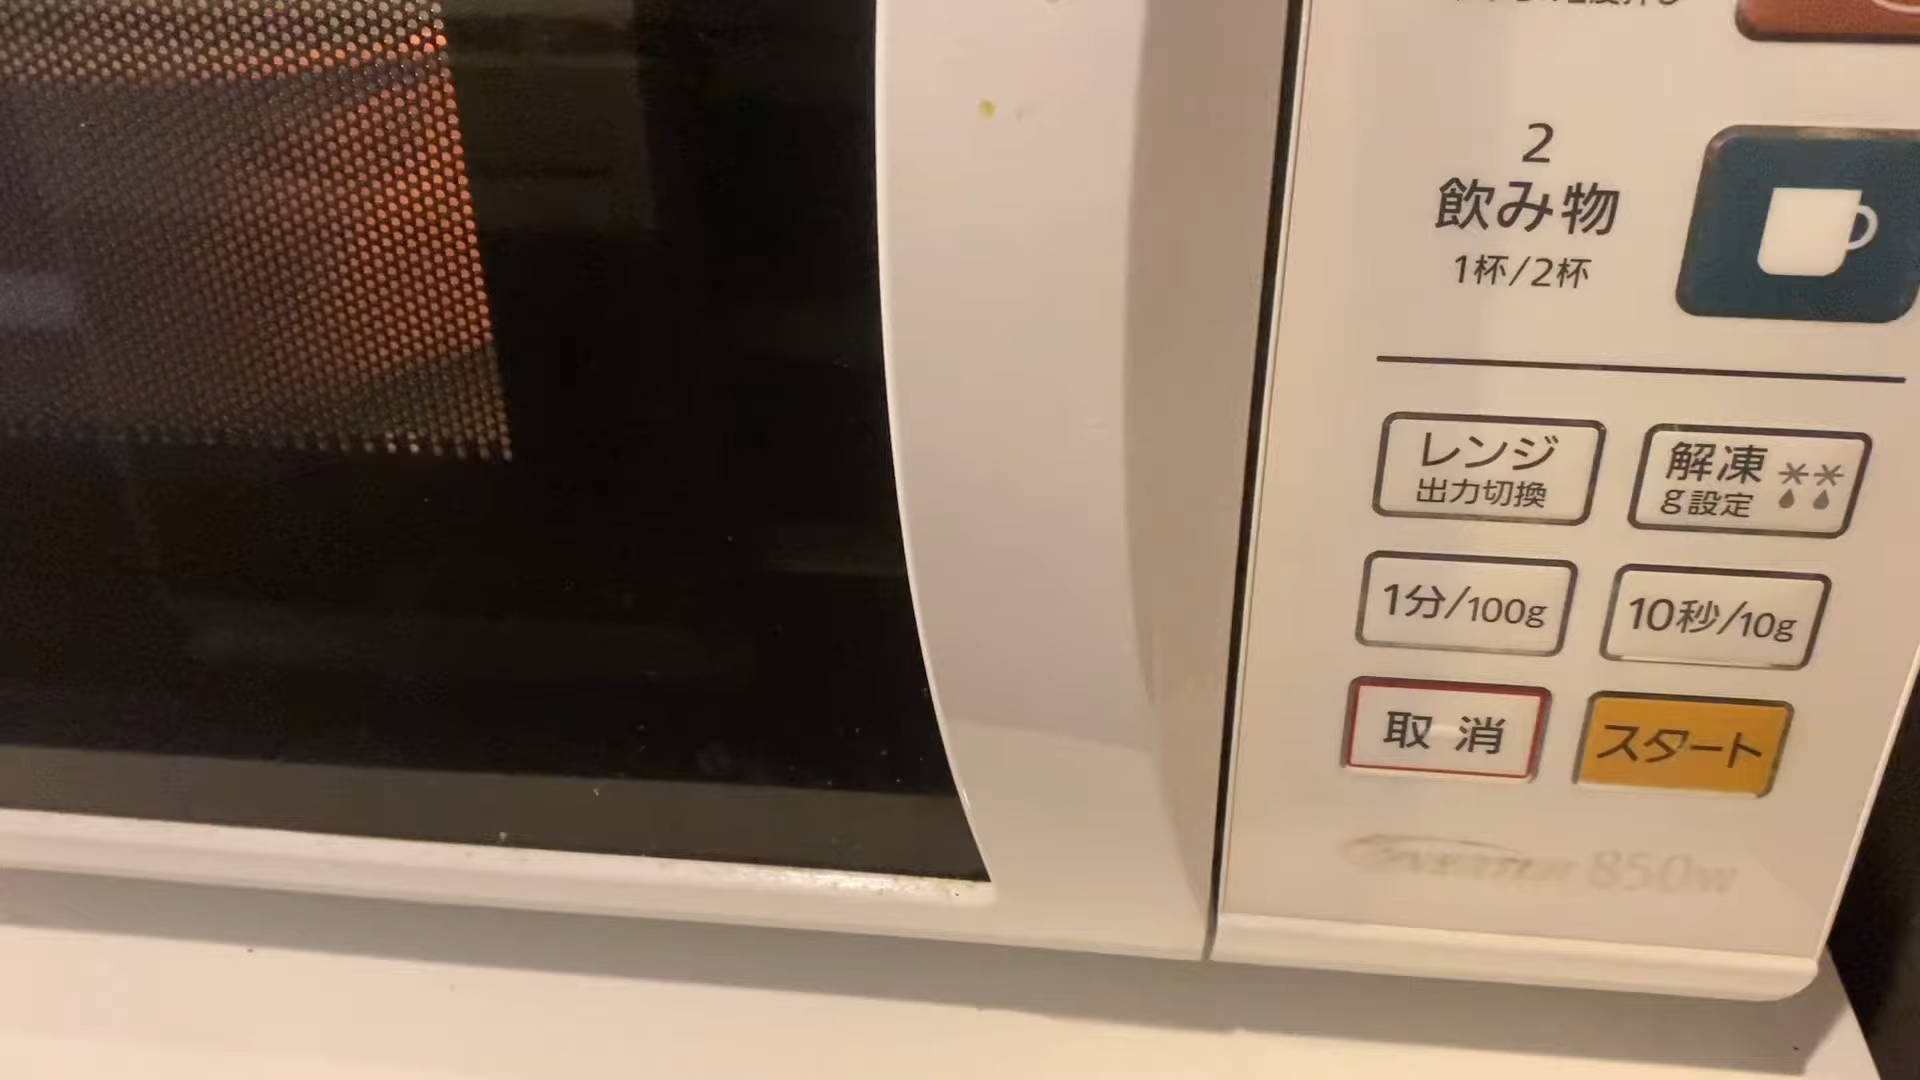 2
飲み物
1杯/2杯
レンジ
出力切換
解凍
g設定
1分/100g
10秒/10g
取消
スタート
INVERTER 850W